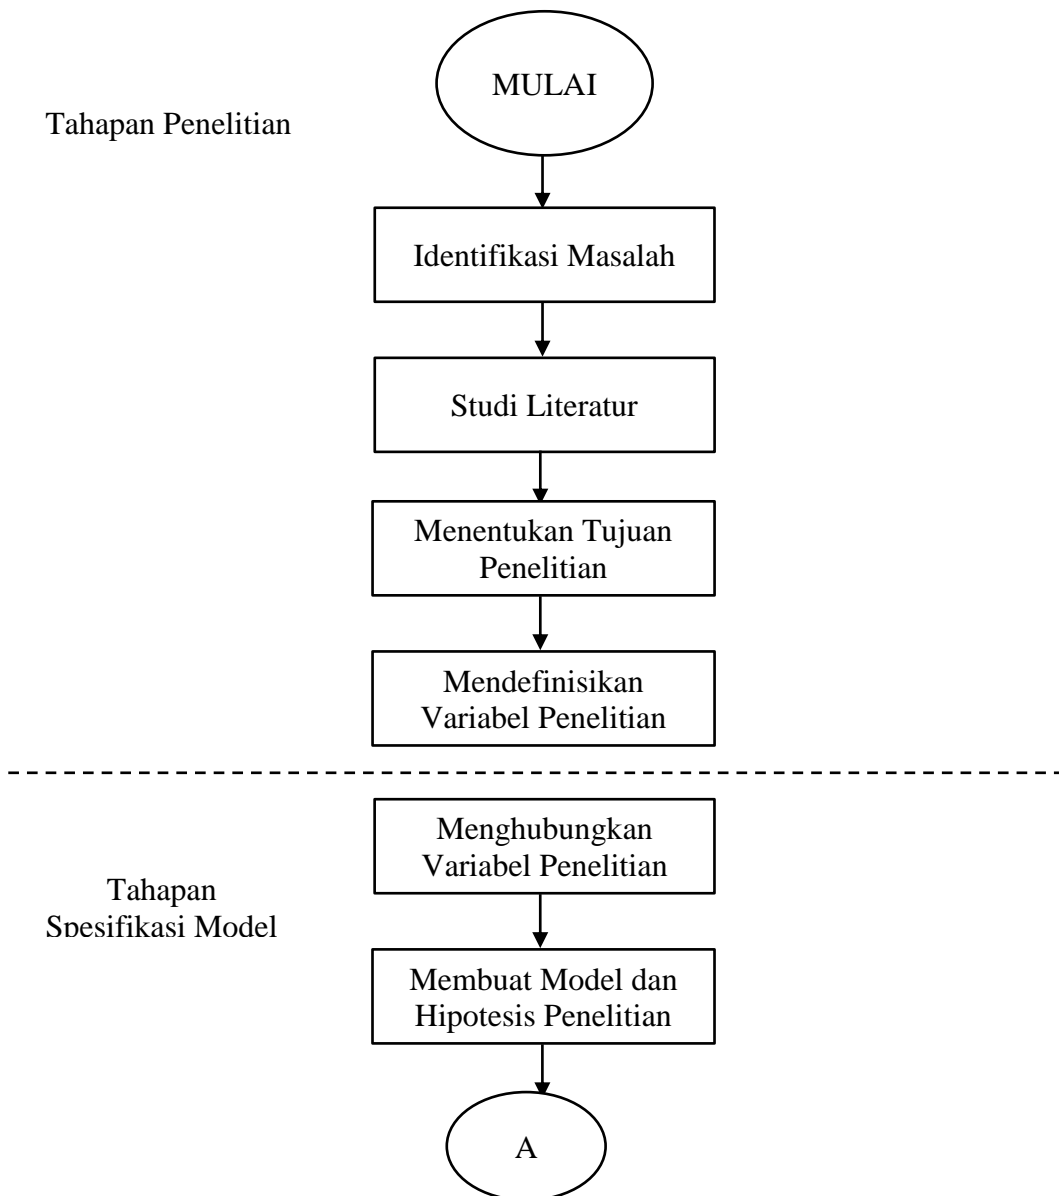 MULAI
Tahapan Penelitian
Identifikasi Masalah
Studi Literatur
Menentukan Tujuan
Penelitian
Mendefinisikan
Variabel Penelitian
Menghubungkan
Variabel Penelitian
Tahapan
Spesifikasi Model
Membuat Model dan
Hipotesis Penelitian
A